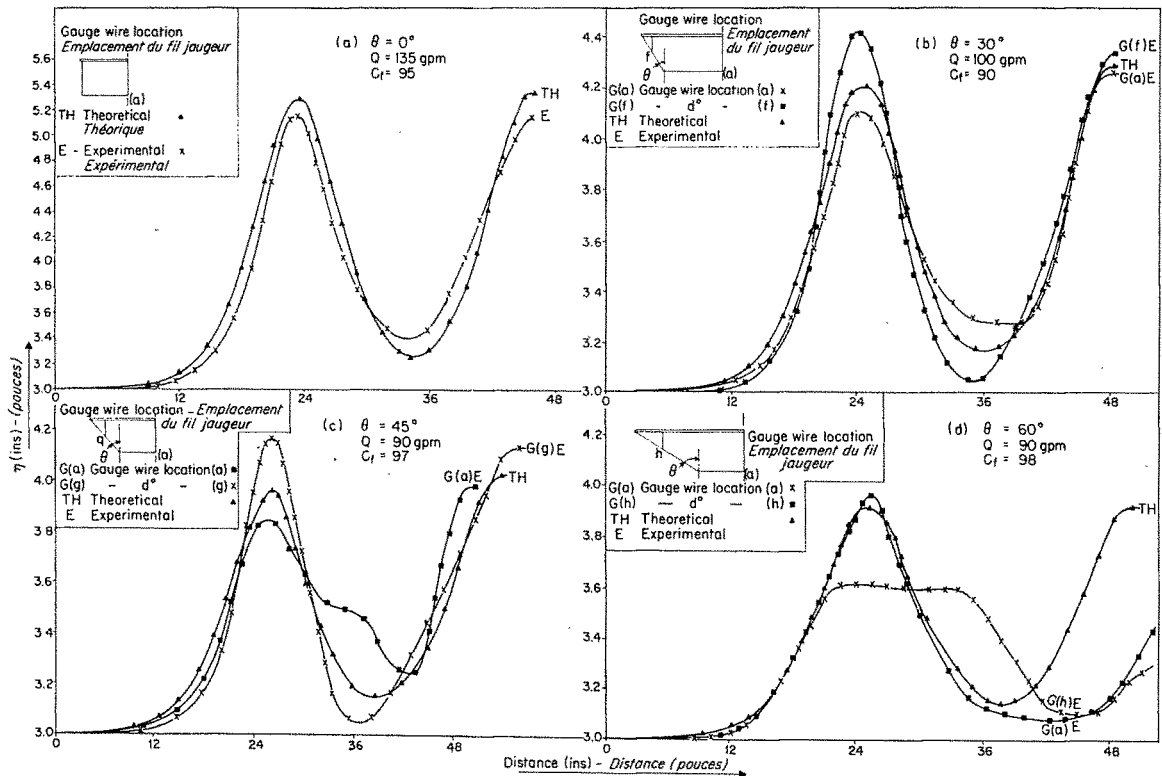 Gauge wire location
Emplacement du fil jaugeur
(a)
TH Theoretical
Théorique
E - Experimental
Expérimental
(a) θ = 0°
Q = 135 gpm
Cf = 95
TH
E
5.6
5.2
5.0
4.8
4.6
4.4
4.2
4.0
3.8
3.6
3.4
3.2
3.0
0 12 24 36 48
Gauge wire location
Emplacement du fil jaugeur
f
θ
(a)
G(a) Gauge wire location (a) x
G(f) - d° - (f)
TH Theoretical
E Experimental
(b) θ = 30°
Q = 100 gpm
Cf = 90
G(f)E
TH
G(a)E
4.4
4.2
4.0
3.8
3.6
3.4
3.2
3.0
0 12 24 36 48
η (ins) - (pouces)
Gauge wire location - Emplacement
du fil jaugeur
θ
(a)
G(a) Gauge wire location (a)
G(g) - d° - (g) x
TH Theoretical
E Experimental
(c) θ = 45°
Q = 90 gpm
Cf = 97
G(a)E
G(g)E
TH
4.2
4.0
3.8
3.6
3.4
3.2
3.0
0 12 24 36 48
Gauge wire location
Emplacement du fil
jaugeur
h
θ
(a)
G(a) Gauge wire location (a) x
G(h) — d° — (h)
TH Theoretical
E Experimental
(d) θ = 60°
Q = 90 gpm
Cf = 98
TH
G(h)E
G(a) E
4.2
4.0
3.8
3.6
3.4
3.2
3.0
0 12 24 36 48
Distance (ins) - Distance (pouces)